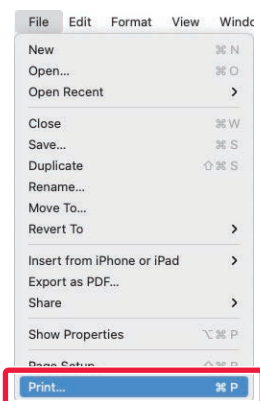 File Edit Format View Windo
New ⌘ N
Open... ⌘ O
Open Recent >
Close ⌘ W
Save... ⌘ S
Duplicate ⇧ ⌘ S
Rename...
Move To...
Revert To >
Insert from iPhone or iPad >
Export as PDF...
Share >
Show Properties ⌥ ⌘ P
Page Setup ⇧ ⌘ P
Print... ⌘ P